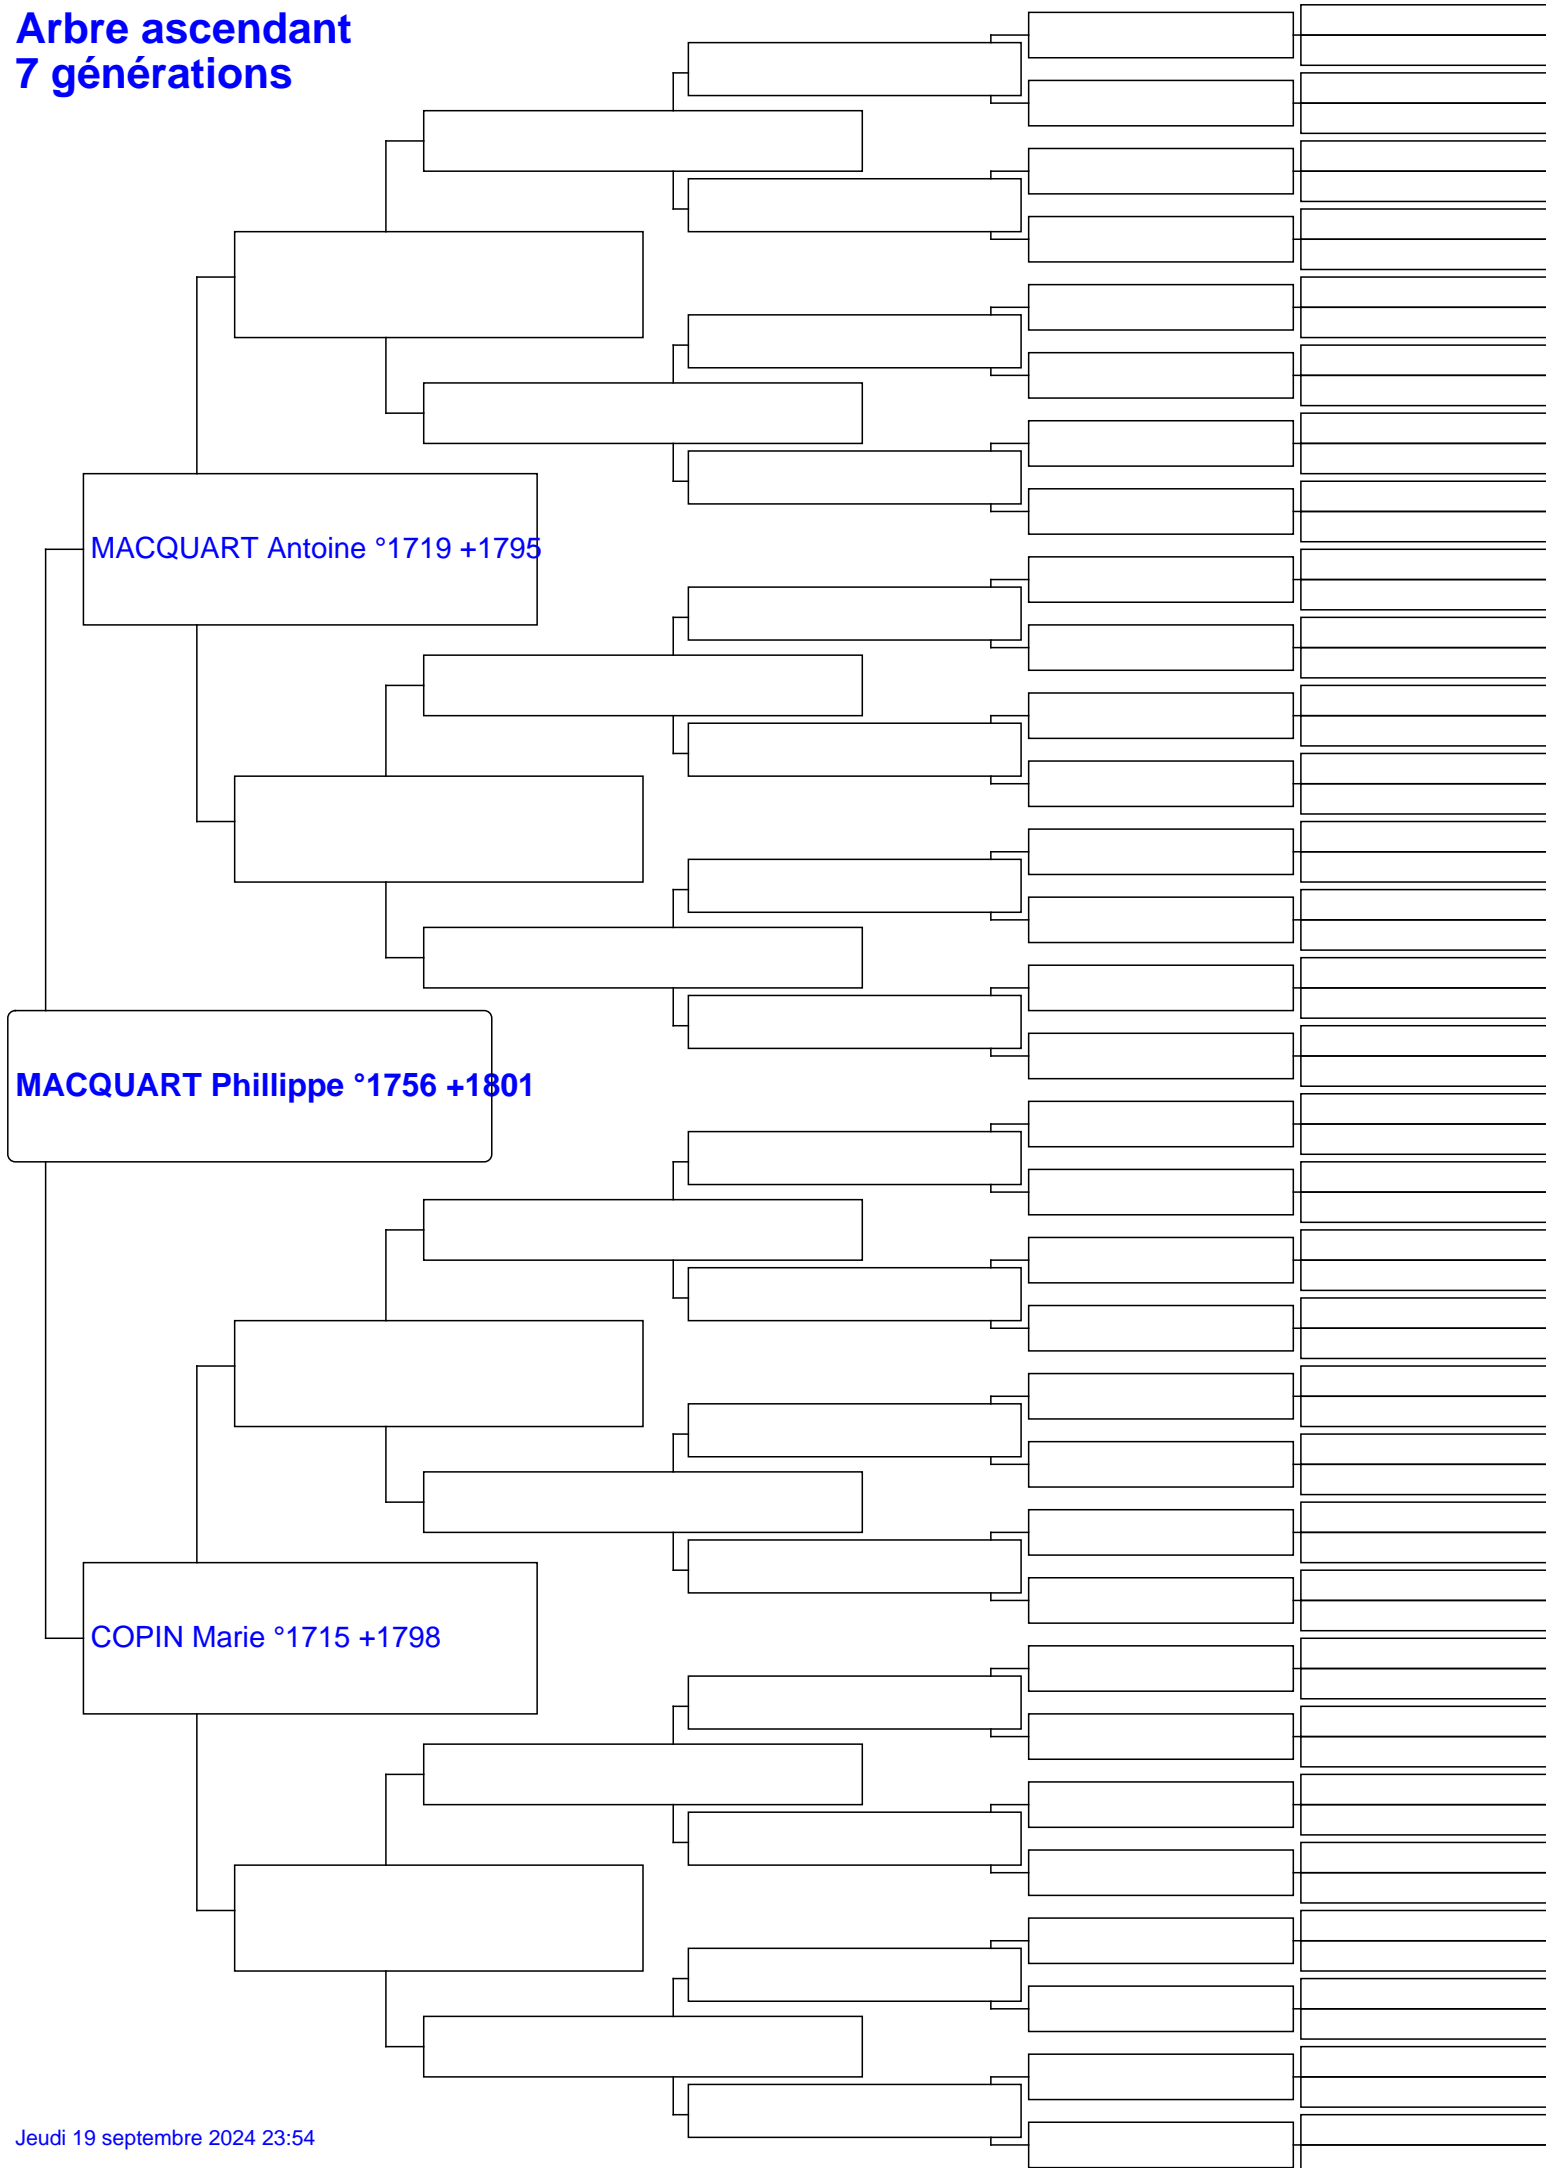 Arbre ascendant
7 générations
MACQUART Antoine °1719 +1795
MACQUART Phillippe °1756 +1801
COPIN Marie °1715 +1798
Jeudi 19 septembre 2024 23:54